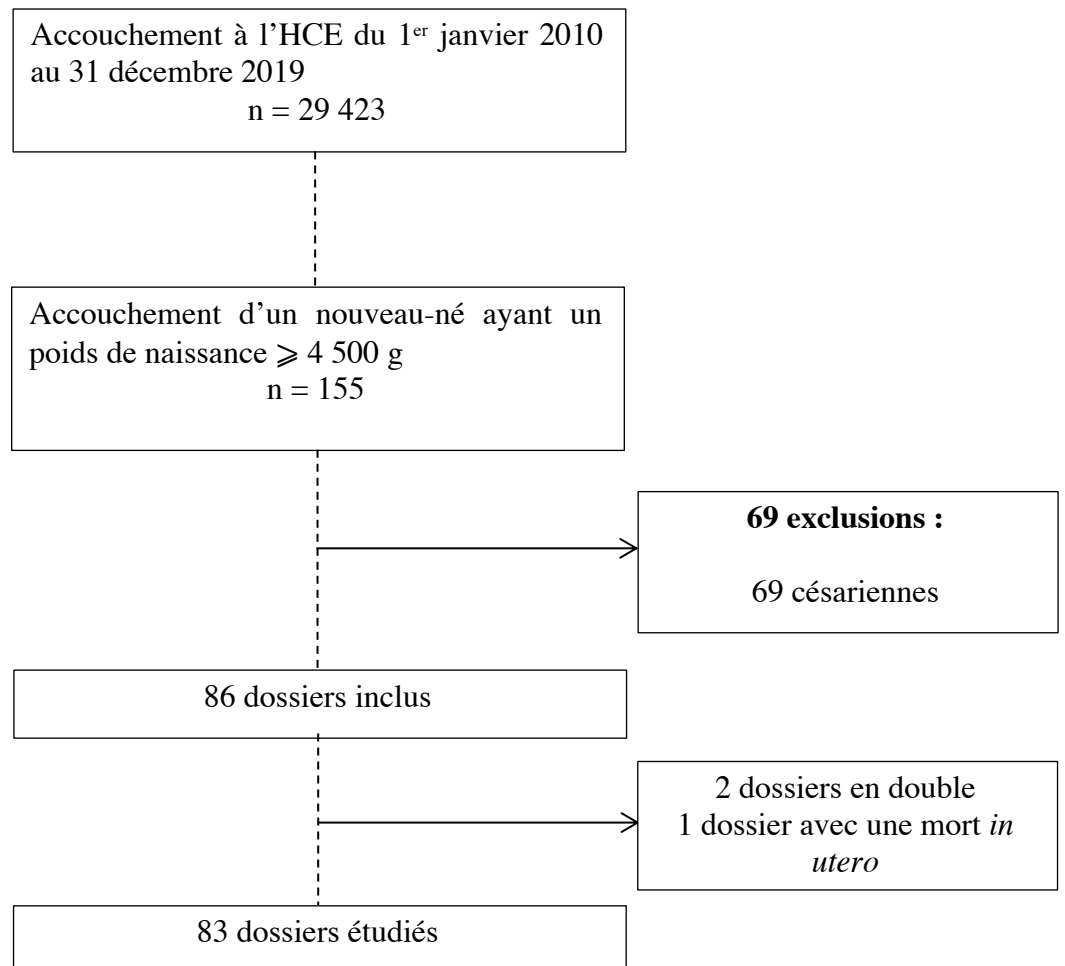 Accouchement à l’HCE du 1er janvier 2010
au 31 décembre 2019
n = 29 423
Accouchement d’un nouveau-né ayant un
poids de naissance ⩾ 4 500 g
n = 155
69 exclusions :
69 césariennes
86 dossiers inclus
2 dossiers en double
1 dossier avec une mort in
utero
83 dossiers étudiés